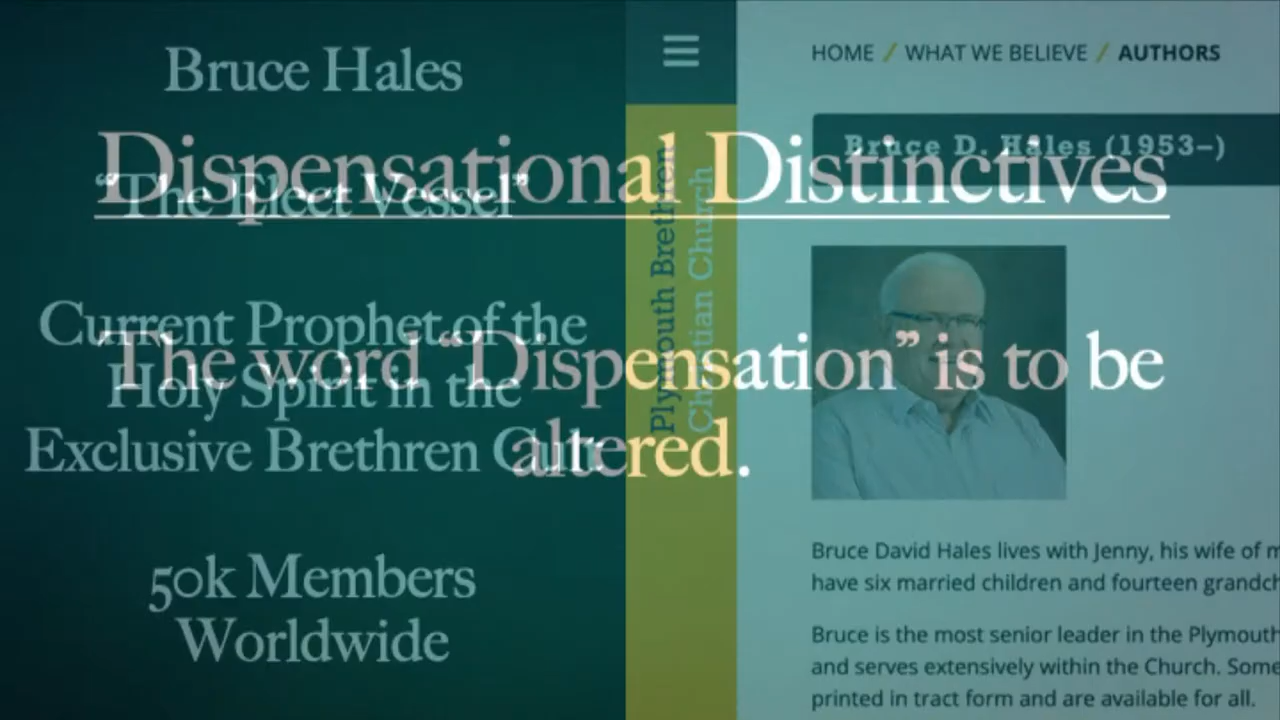 Bruce Hales
“The Elect Vessel”
Current Prophet of the
Holy Spirit in the
Exclusive Brethren Cult
50k Members
Worldwide
Dispensational Distinctives
The word “Dispensation” is to be
altered.
Plymouth Brethren
Christian Church
HOME / WHAT WE BELIEVE / AUTHORS
Bruce D. Hales (1953–)
Bruce David Hales lives with Jenny, his wife of
have six married children and fourteen
Bruce is the most senior leader in the Plymouth
and serves extensively within the Church. Some
printed in tract form and are available for all.